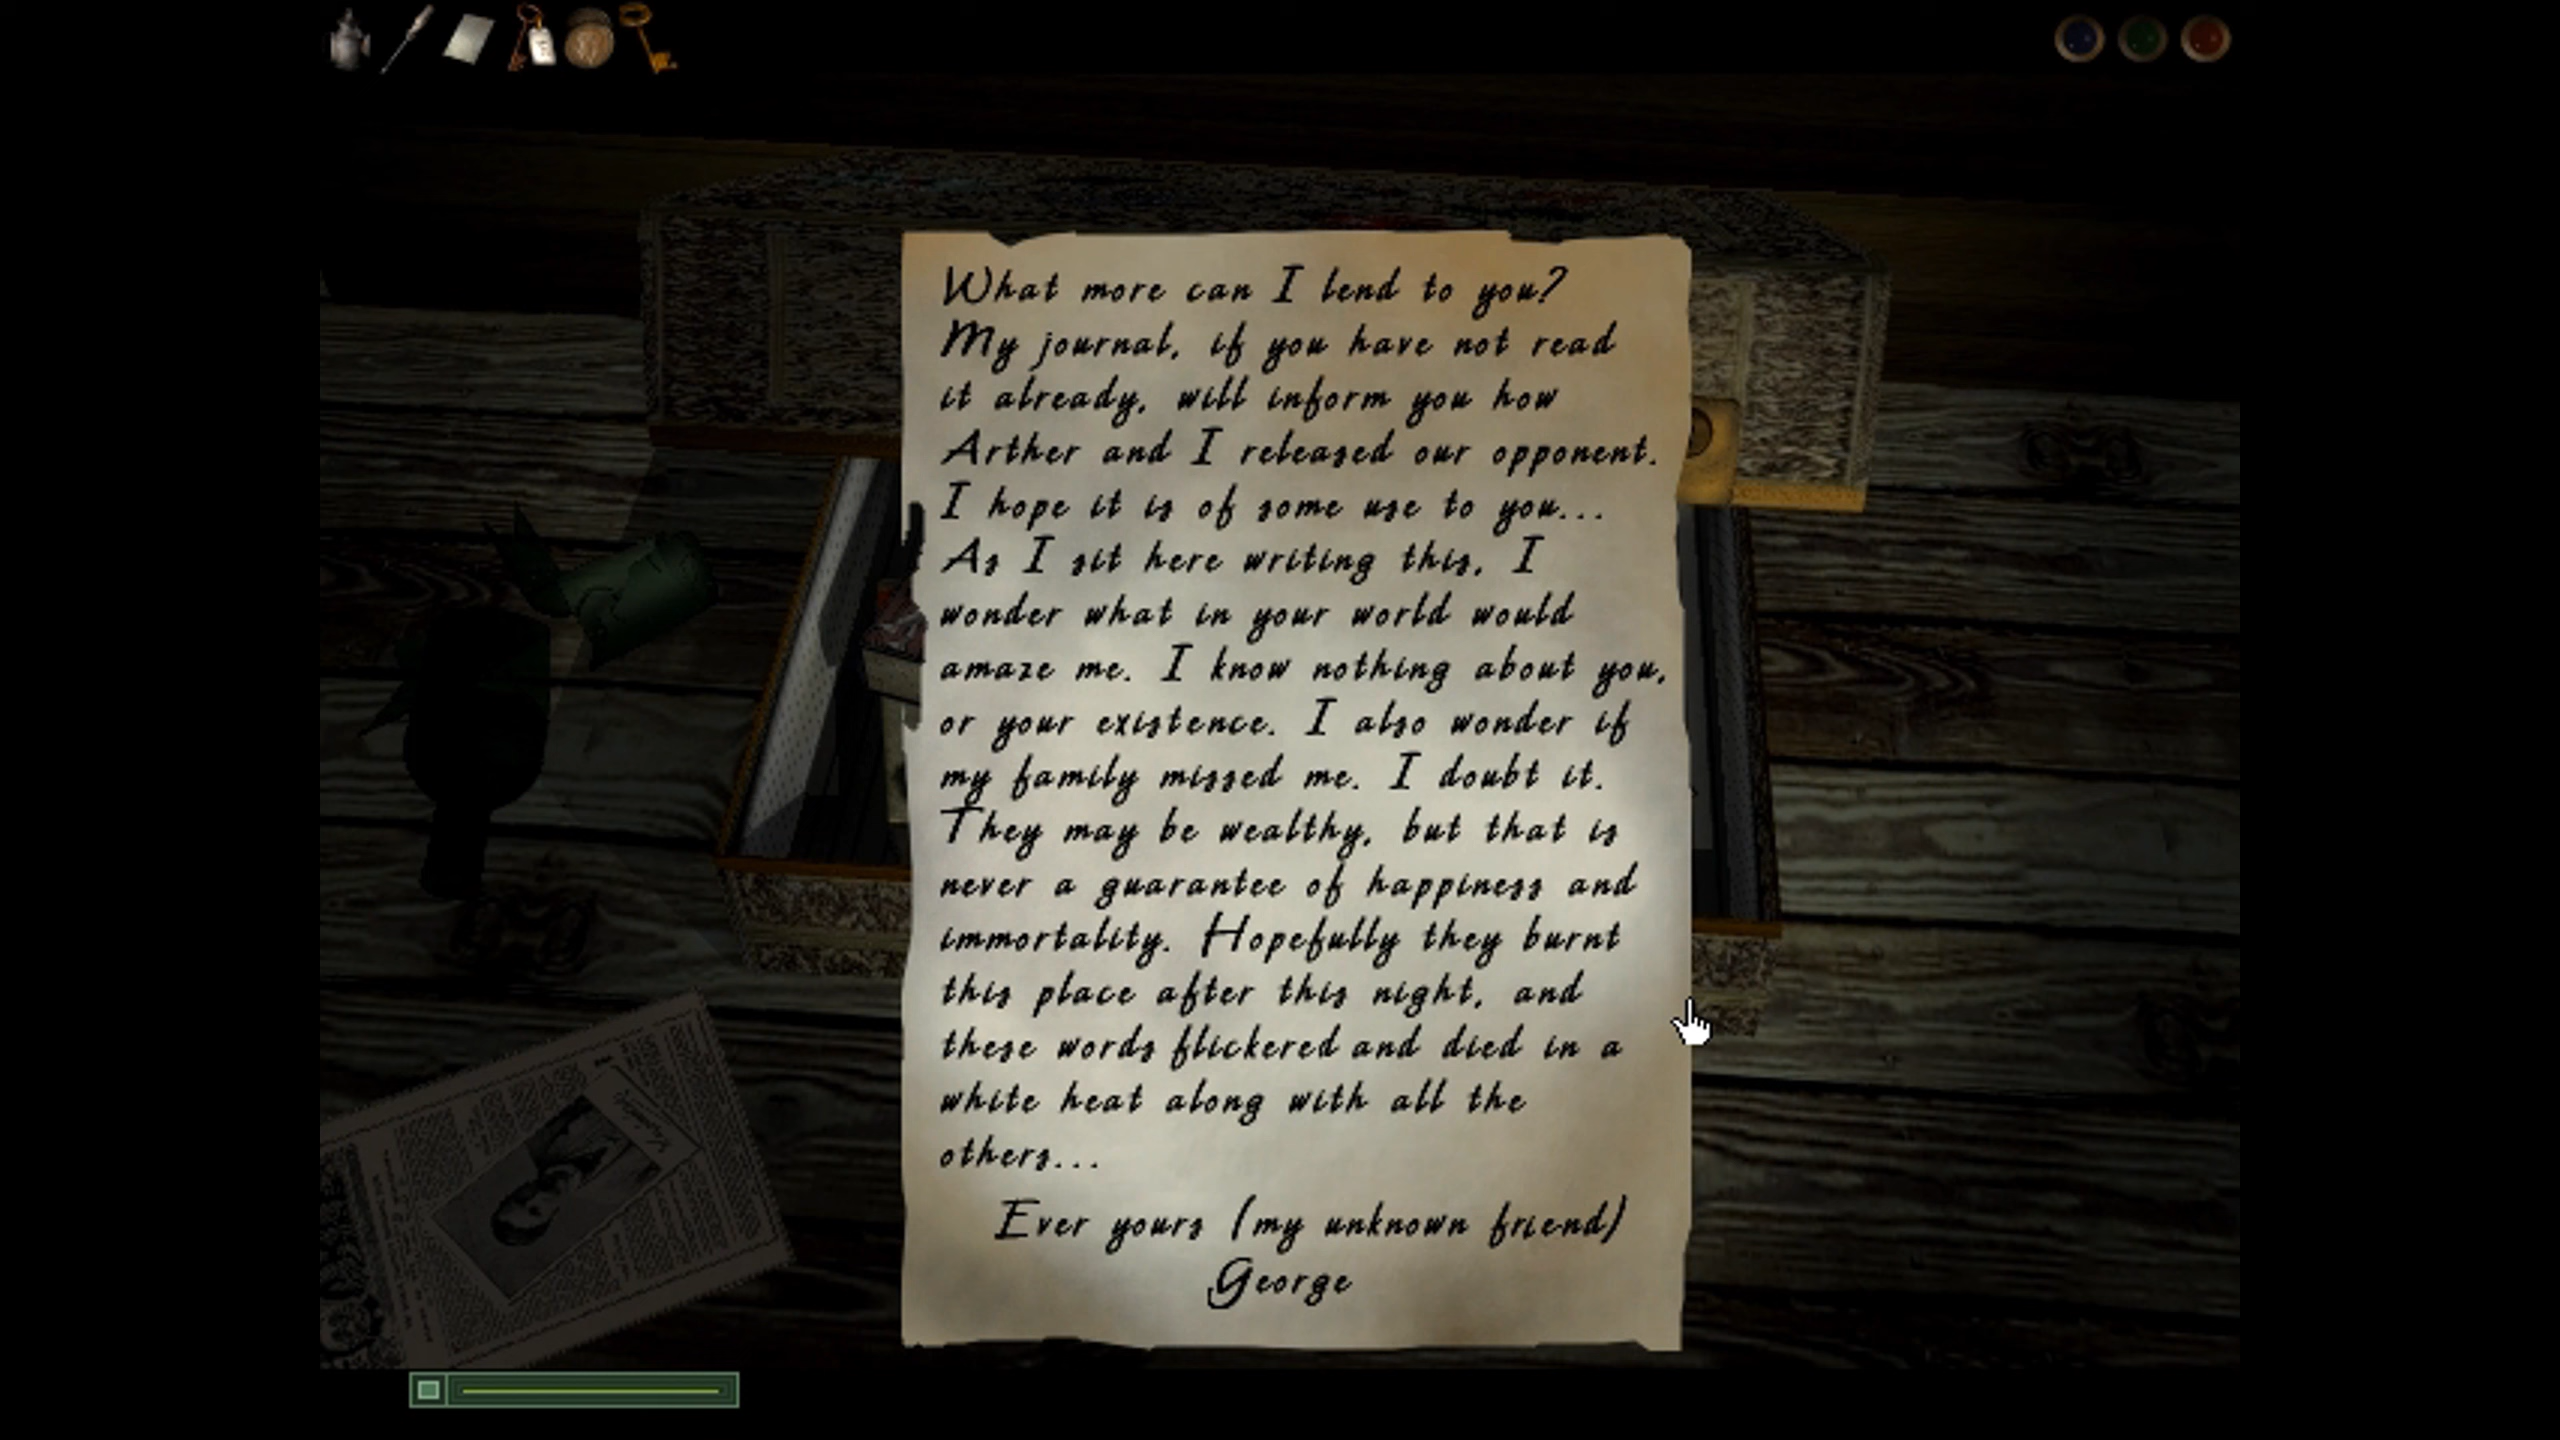 What more can I lend to you?
My journal, if you have not read
it already, will inform you how
Arther and I released our opponent.
I hope it is of some use to you...
As I sit here writing this, I
wonder what in your world would
amaze me. I know nothing about you,
or your existence. I also wonder if
my family missed me. I doubt it.
They may be wealthy, but that is
never a guarantee of happiness and
immortality. Hopefully they burnt
this place after this night, and
these words flickered and died in a
white heat along with all the
others...
Ever yours (my unknown friend)
George